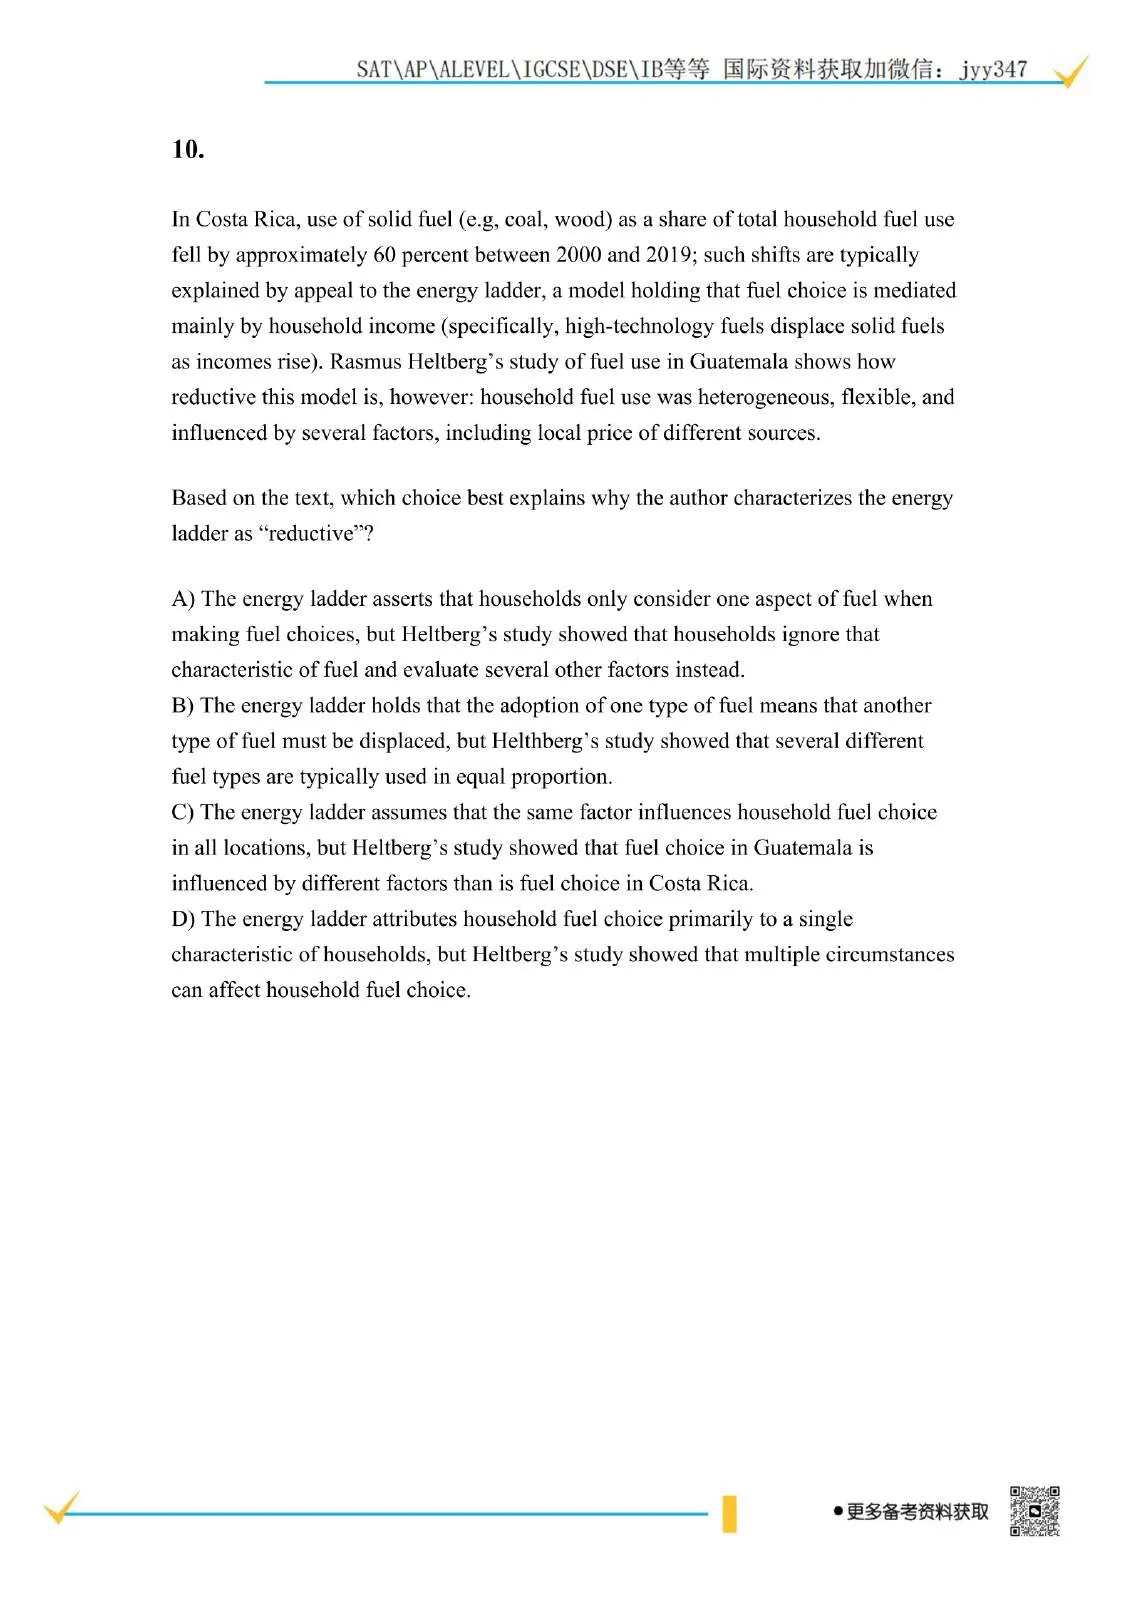 SAT\AP\ALEVEL\IGCSE\DSE\IB等等 国际资料获取加微信：jyy347
10.
In Costa Rica, use of solid fuel (e.g, coal, wood) as a share of total household fuel use
fell by approximately 60 percent between 2000 and 2019; such shifts are typically
explained by appeal to the energy ladder, a model holding that fuel choice is mediated
mainly by household income (specifically, high-technology fuels displace solid fuels
as incomes rise). Rasmus Heltberg’s study of fuel use in Guatemala shows how
reductive this model is, however: household fuel use was heterogeneous, flexible, and
influenced by several factors, including local price of different sources.
Based on the text, which choice best explains why the author characterizes the energy
ladder as “reductive”?
A) The energy ladder asserts that households only consider one aspect of fuel when
making fuel choices, but Heltberg’s study showed that households ignore that
characteristic of fuel and evaluate several other factors instead.
B) The energy ladder holds that the adoption of one type of fuel means that another
type of fuel must be displaced, but Helthberg’s study showed that several different
fuel types are typically used in equal proportion.
C) The energy ladder assumes that the same factor influences household fuel choice
in all locations, but Heltberg’s study showed that fuel choice in Guatemala is
influenced by different factors than is fuel choice in Costa Rica.
D) The energy ladder attributes household fuel choice primarily to a single
characteristic of households, but Heltberg’s study showed that multiple circumstances
can affect household fuel choice.
●更多备考资料获取